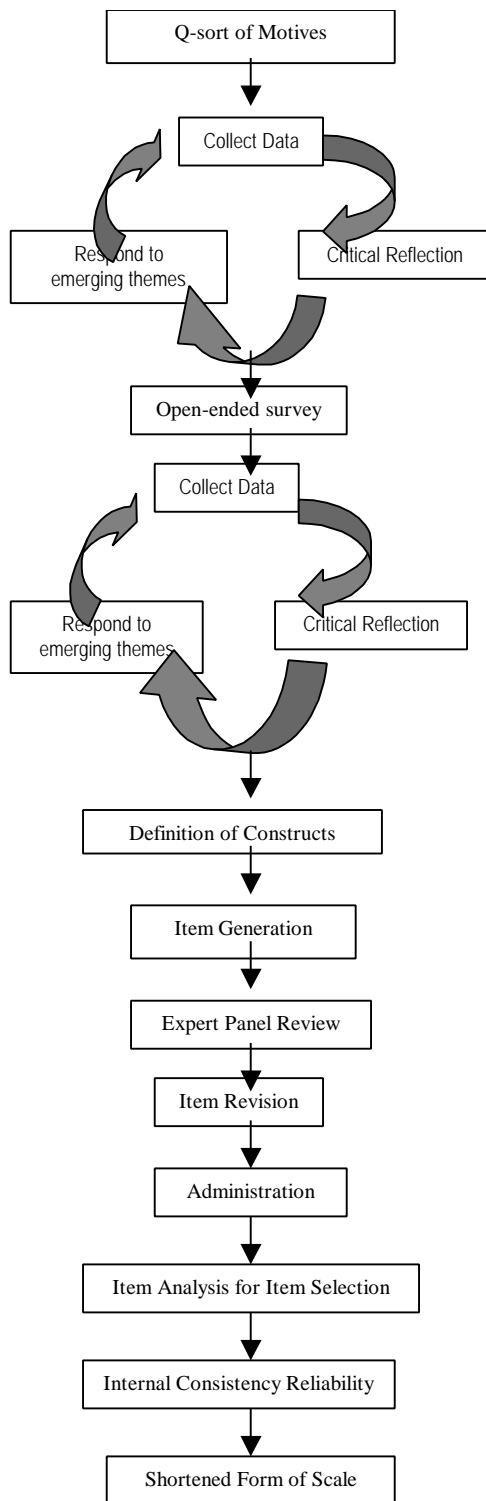 Q-sort of Motives
Collect Data
Respond to
emerging themes
Critical Reflection
Open-ended survey
Collect Data
Respond to
emerging themes
Critical Reflection
Definition of Constructs
Item Generation
Expert Panel Review
Item Revision
Administration
Item Analysis for Item Selection
Internal Consistency Reliability
Shortened Form of Scale